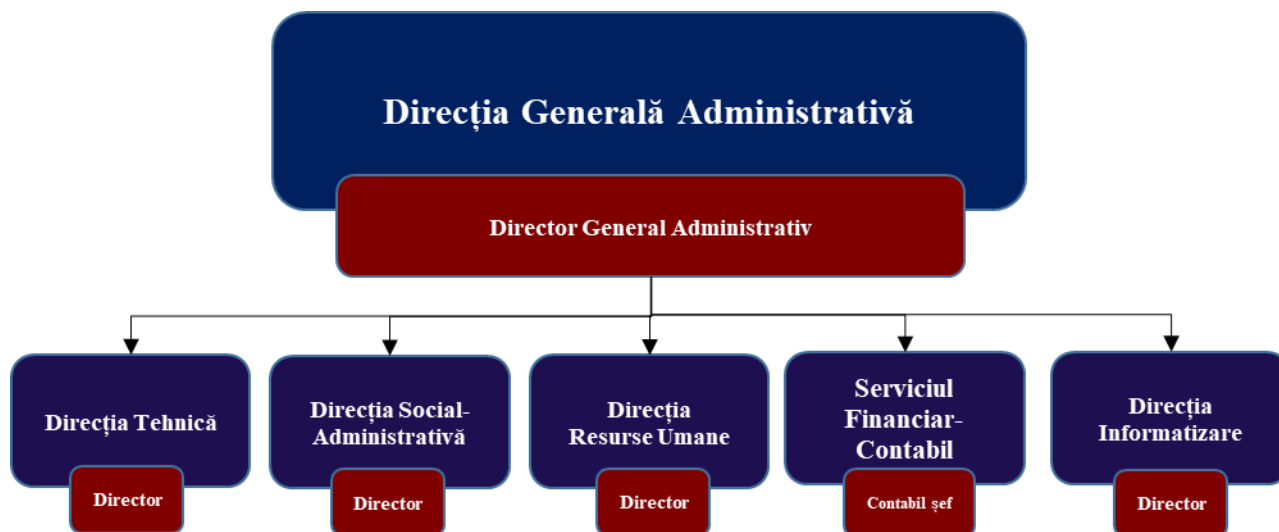 Direcția Generală Administrativă
Director General Administrativ
Direcția Tehnică
Director
Direcția Social-
Administrativă
Director
Direcția
Resurse Umane
Director
Serviciul
Financiar-
Contabil
Contabil șef
Direcția
Informatizare
Director